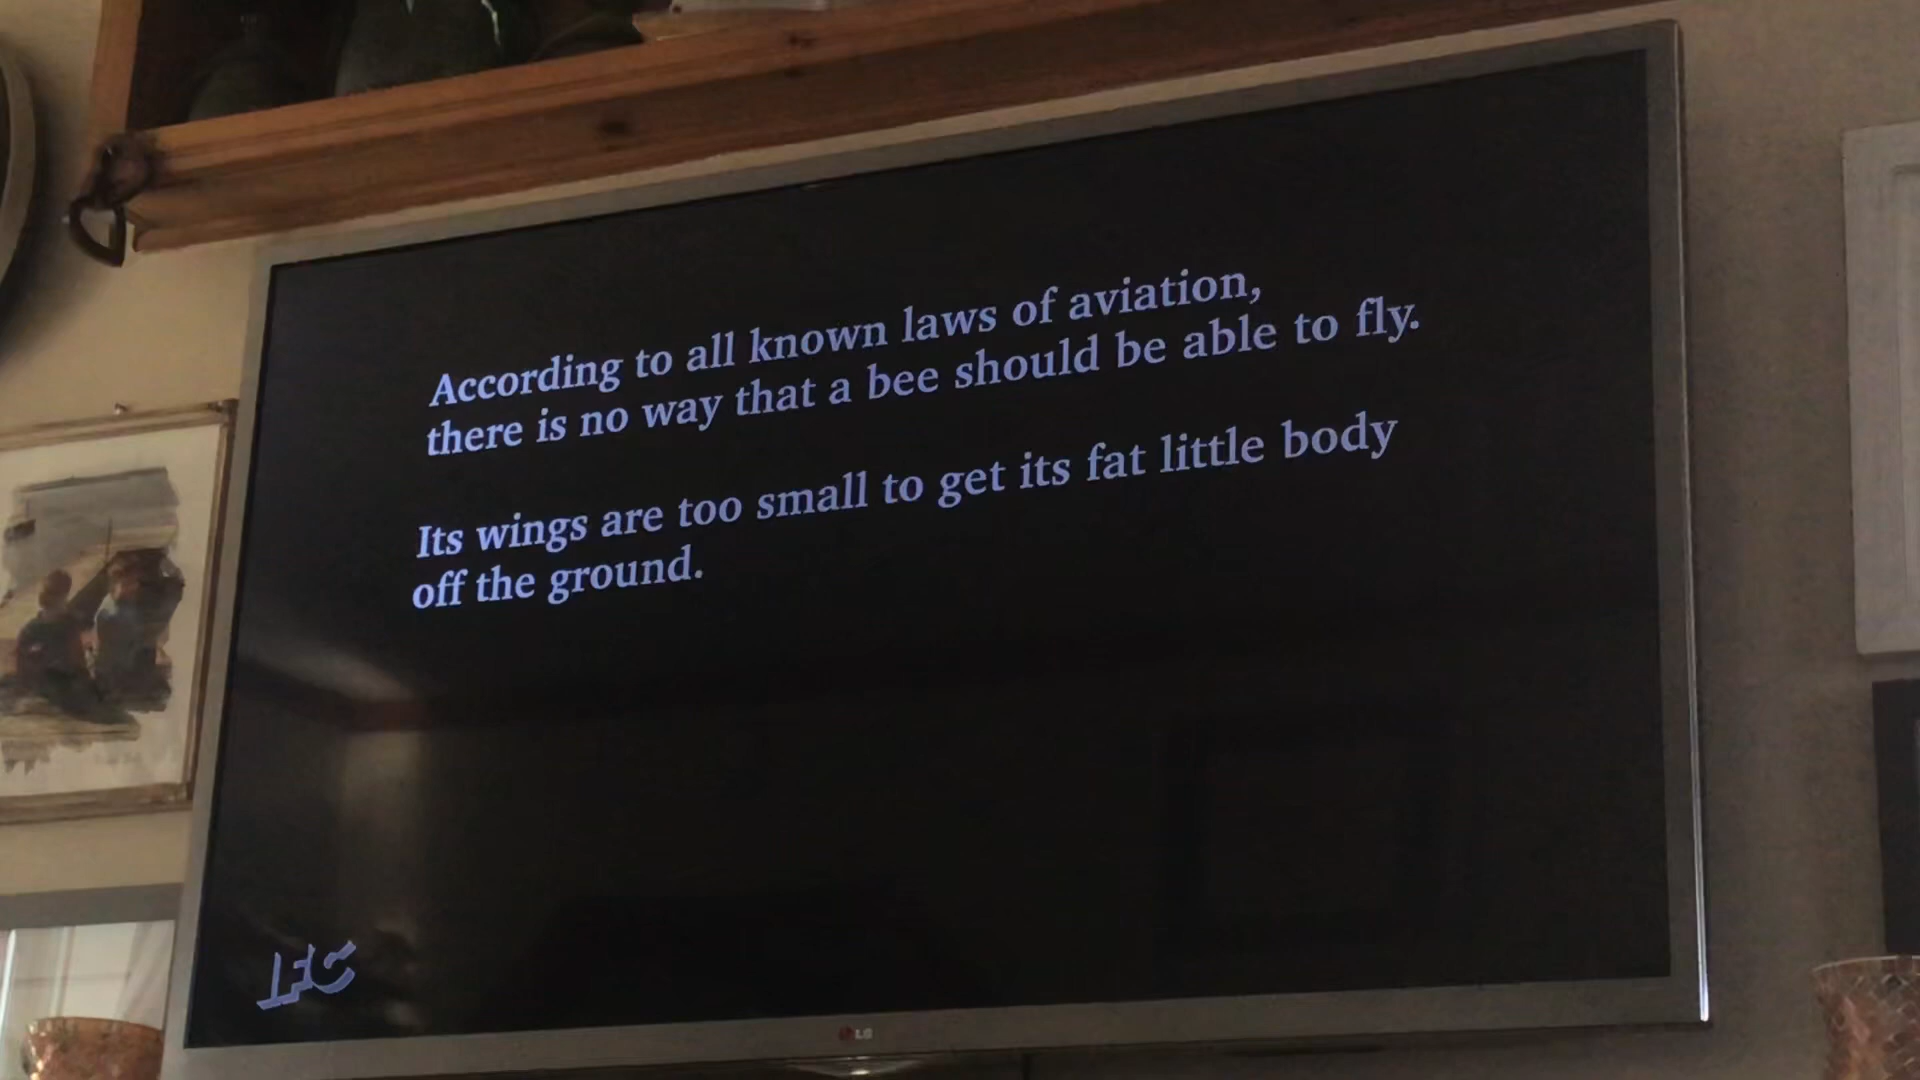 According to all known laws of aviation,
there is no way that a bee should be able to fly.
Its wings are too small to get its fat little body
off the ground.
LFC
LG